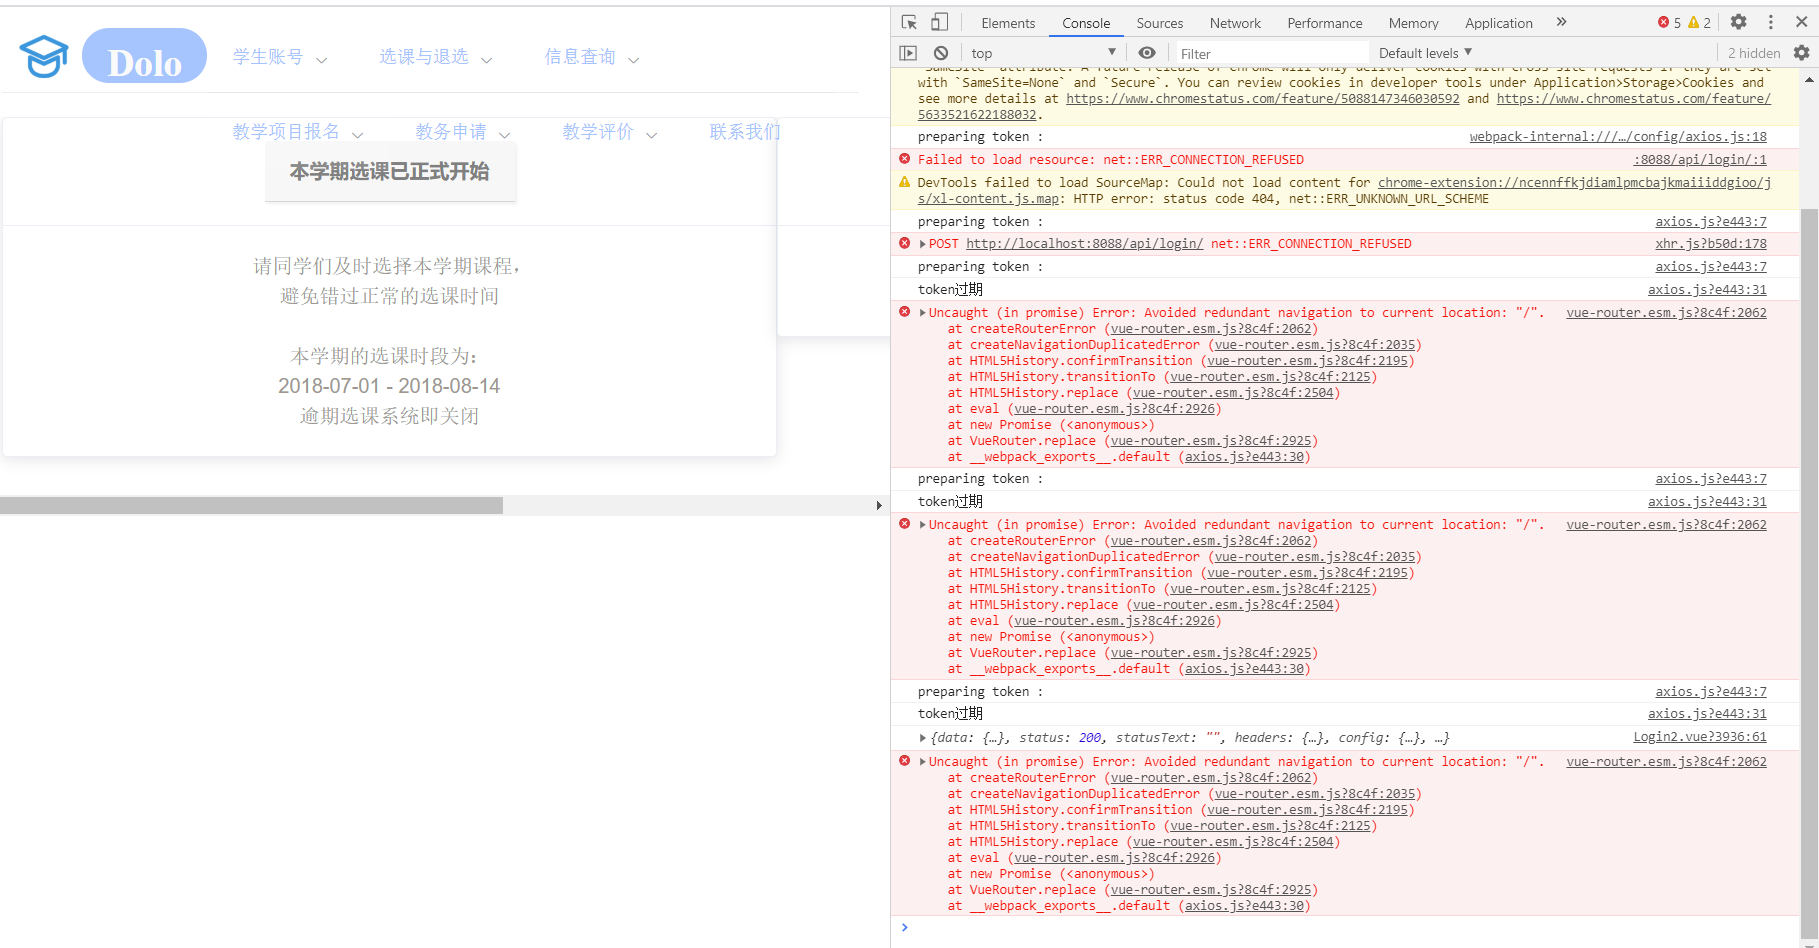 Dolo
学生账号
选课与退选
信息查询
教学项目报名
教务申请
教学评价
联系我们
本学期选课已正式开始
请同学们及时选择本学期课程,
避免错过正常的选课时间
本学期的选课时段为:
2018-07-01 - 2018-08-14
逾期选课系统即关闭
Elements Console Sources Network Performance Memory Application » 5 2
top Filter Default levels 2 hidden
`SameSite` attribute. A future release of Chrome will only deliver cookies with cross-site requests if they are set
with `SameSite=None` and `Secure`. You can review cookies in developer tools under Application>Storage>Cookies and
see more details at https://www.chromestatus.com/feature/5088147346030592 and https://www.chromestatus.com/feature/
5633521622188032.
preparing token : webpack-internal:///…/config/axios.js:18
Failed to load resource: net::ERR_CONNECTION_REFUSED :8088/api/login/:1
DevTools failed to load SourceMap: Could not load content for chrome-extension://ncennffkjdiamlpmcbajkmaiiiddgioo/j
s/xl-content.js.map: HTTP error: status code 404, net::ERR_UNKNOWN_URL_SCHEME
preparing token : axios.js?e443:7
POST http://localhost:8088/api/login/ net::ERR_CONNECTION_REFUSED xhr.js?b50d:178
preparing token : axios.js?e443:7
token过期 axios.js?e443:31
Uncaught (in promise) Error: Avoided redundant navigation to current location: "/". vue-router.esm.js?8c4f:2062
at createRouterError (vue-router.esm.js?8c4f:2062)
at createNavigationDuplicatedError (vue-router.esm.js?8c4f:2035)
at HTML5History.confirmTransition (vue-router.esm.js?8c4f:2195)
at HTML5History.transitionTo (vue-router.esm.js?8c4f:2125)
at HTML5History.replace (vue-router.esm.js?8c4f:2504)
at eval (vue-router.esm.js?8c4f:2926)
at new Promise (<anonymous>)
at VueRouter.replace (vue-router.esm.js?8c4f:2925)
at __webpack_exports__.default (axios.js?e443:30)
preparing token : axios.js?e443:7
token过期 axios.js?e443:31
Uncaught (in promise) Error: Avoided redundant navigation to current location: "/". vue-router.esm.js?8c4f:2062
at createRouterError (vue-router.esm.js?8c4f:2062)
at createNavigationDuplicatedError (vue-router.esm.js?8c4f:2035)
at HTML5History.confirmTransition (vue-router.esm.js?8c4f:2195)
at HTML5History.transitionTo (vue-router.esm.js?8c4f:2125)
at HTML5History.replace (vue-router.esm.js?8c4f:2504)
at eval (vue-router.esm.js?8c4f:2926)
at new Promise (<anonymous>)
at VueRouter.replace (vue-router.esm.js?8c4f:2925)
at __webpack_exports__.default (axios.js?e443:30)
preparing token : axios.js?e443:7
token过期 axios.js?e443:31
{data: {…}, status: 200, statusText: "", headers: {…}, config: {…}, …} Login2.vue?3936:61
Uncaught (in promise) Error: Avoided redundant navigation to current location: "/". vue-router.esm.js?8c4f:2062
at createRouterError (vue-router.esm.js?8c4f:2062)
at createNavigationDuplicatedError (vue-router.esm.js?8c4f:2035)
at HTML5History.confirmTransition (vue-router.esm.js?8c4f:2195)
at HTML5History.transitionTo (vue-router.esm.js?8c4f:2125)
at HTML5History.replace (vue-router.esm.js?8c4f:2504)
at eval (vue-router.esm.js?8c4f:2926)
at new Promise (<anonymous>)
at VueRouter.replace (vue-router.esm.js?8c4f:2925)
at __webpack_exports__.default (axios.js?e443:30)